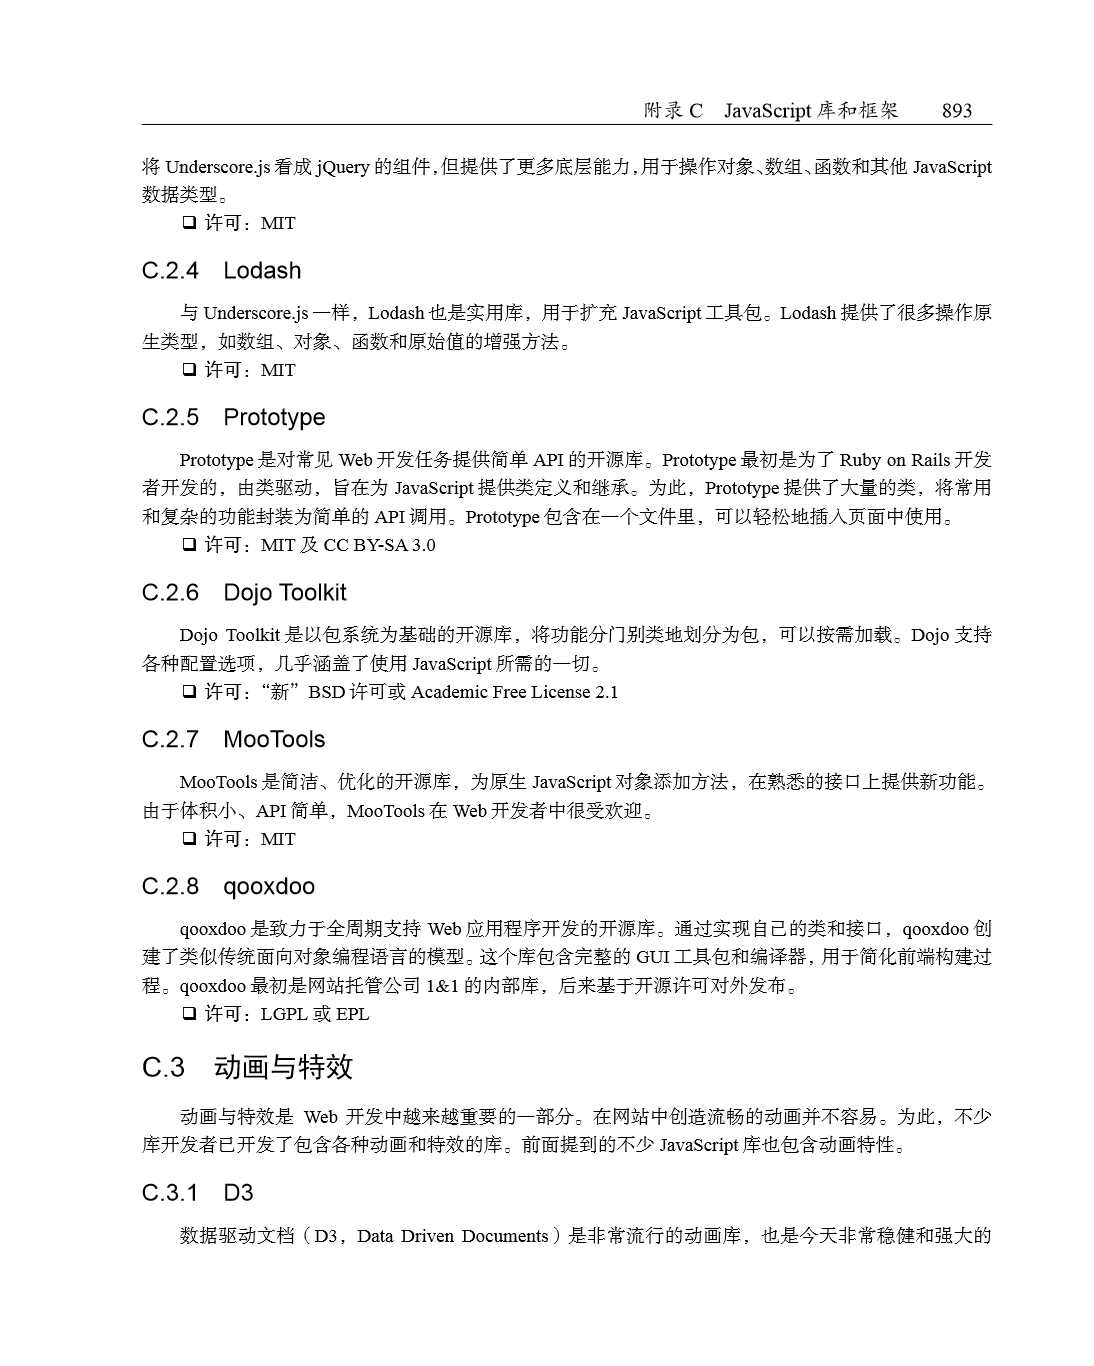 附录 C JavaScript 库和框架 893
将 Underscore.js 看成 jQuery 的组件，但提供了更多底层能力，用于操作对象、数组、函数和其他 JavaScript
数据类型。
❑ 许可：MIT
C.2.4 Lodash
与 Underscore.js 一样，Lodash 也是实用库，用于扩充 JavaScript 工具包。Lodash 提供了很多操作原
生类型，如数组、对象、函数和原始值的增强方法。
❑ 许可：MIT
C.2.5 Prototype
Prototype 是对常见 Web 开发任务提供简单 API 的开源库。Prototype 最初是为了 Ruby on Rails 开发
者开发的，由类驱动，旨在为 JavaScript 提供类定义和继承。为此，Prototype 提供了大量的类，将常用
和复杂的功能封装为简单的 API 调用。Prototype 包含在一个文件里，可以轻松地插入页面中使用。
❑ 许可：MIT 及 CC BY-SA 3.0
C.2.6 Dojo Toolkit
Dojo Toolkit 是以包系统为基础的开源库，将功能分门别类地划分为包，可以按需加载。Dojo 支持
各种配置选项，几乎涵盖了使用 JavaScript 所需的一切。
❑ 许可：“新”BSD 许可或 Academic Free License 2.1
C.2.7 MooTools
MooTools 是简洁、优化的开源库，为原生 JavaScript 对象添加方法，在熟悉的接口上提供新功能。
由于体积小、API 简单，MooTools 在 Web 开发者中很受欢迎。
❑ 许可：MIT
C.2.8 qooxdoo
qooxdoo 是致力于全周期支持 Web 应用程序开发的开源库。通过实现自己的类和接口，qooxdoo 创
建了类似传统面向对象编程语言的模型。这个库包含完整的 GUI 工具包和编译器，用于简化前端构建过
程。qooxdoo 最初是网站托管公司 1&1 的内部库，后来基于开源许可对外发布。
❑ 许可：LGPL 或 EPL
C.3 动画与特效
动画与特效是 Web 开发中越来越重要的一部分。在网站中创造流畅的动画并不容易。为此，不少
库开发者已开发了包含各种动画和特效的库。前面提到的不少 JavaScript 库也包含动画特性。
C.3.1 D3
数据驱动文档（D3，Data Driven Documents）是非常流行的动画库，也是今天非常稳健和强大的